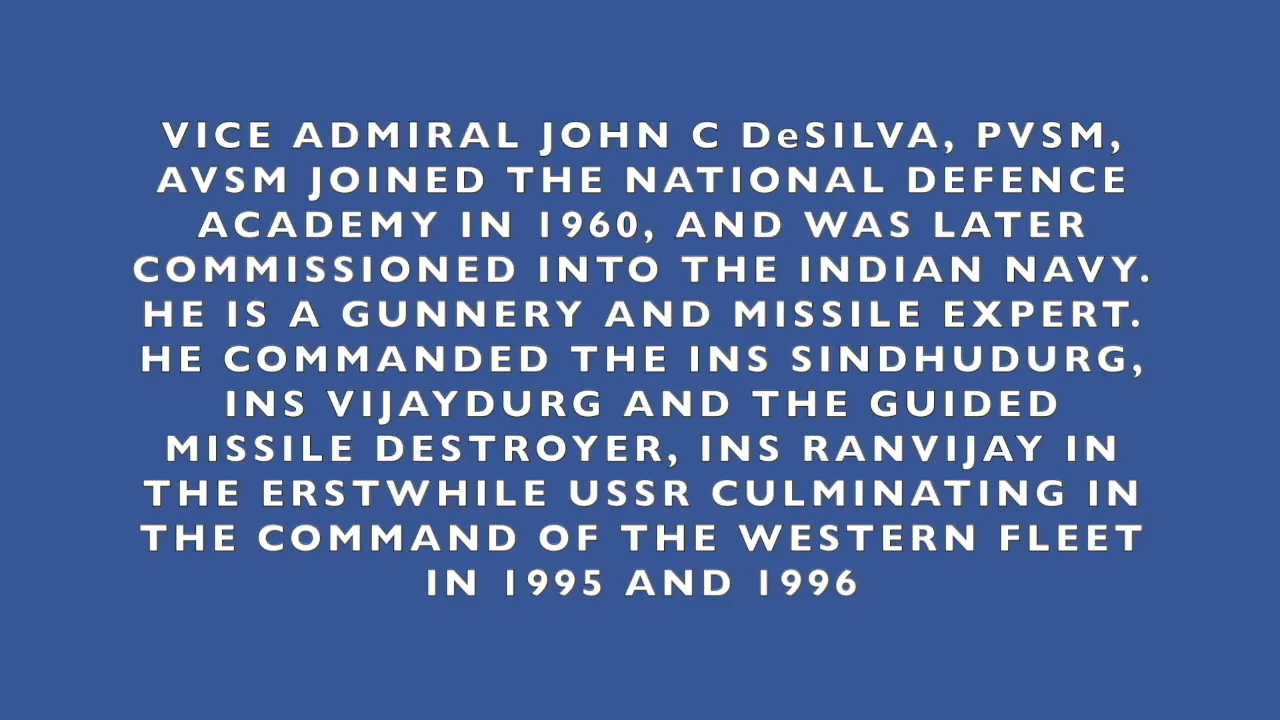 VICE ADMIRAL JOHN C DeSILVA, PVSM,
AVSM JOINED THE NATIONAL DEFENCE
ACADEMY IN 1960, AND WAS LATER
COMMISSIONED INTO THE INDIAN NAVY.
HE IS A GUNNERY AND MISSILE EXPERT.
HE COMMANDED THE INS SINDHUDURG,
INS VIJAYDURG AND THE GUIDED
MISSILE DESTROYER, INS RANVIJAY IN
THE ERSTWHILE USSR CULMINATING IN
THE COMMAND OF THE WESTERN FLEET
IN 1995 AND 1996